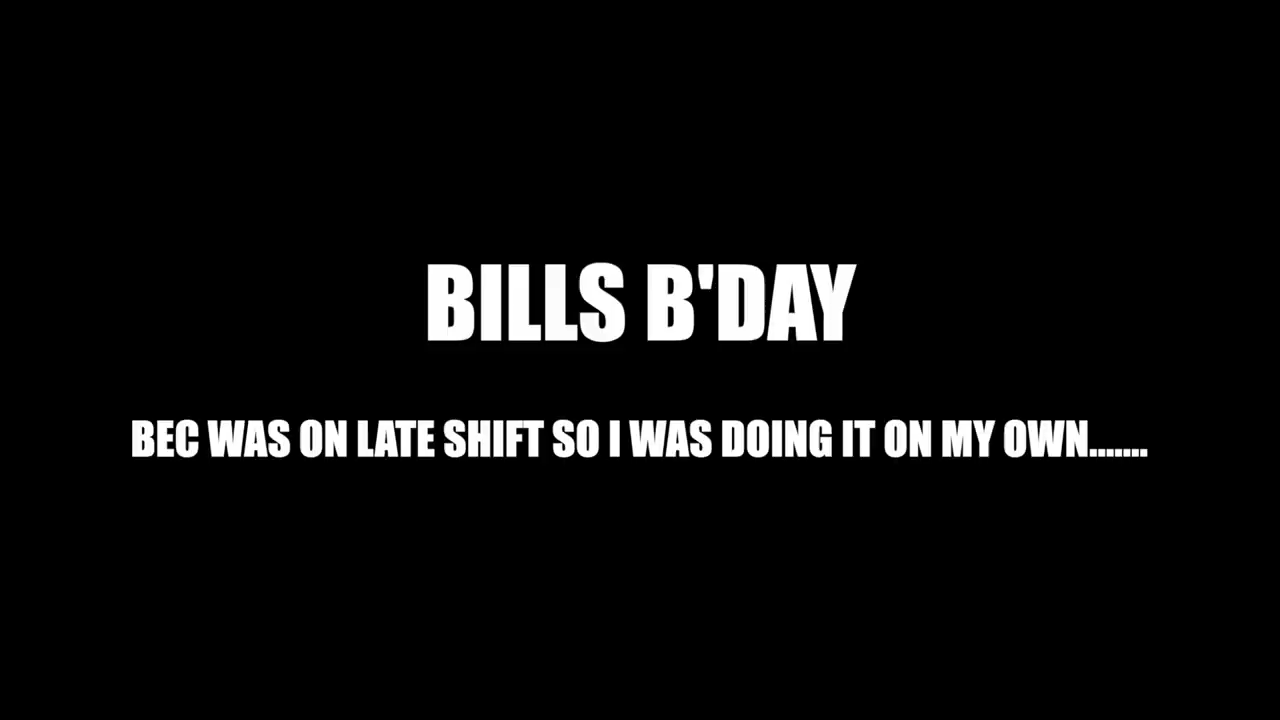 BILLS B'DAY
BEC WAS ON LATE SHIFT SO I WAS DOING IT ON MY OWN.......